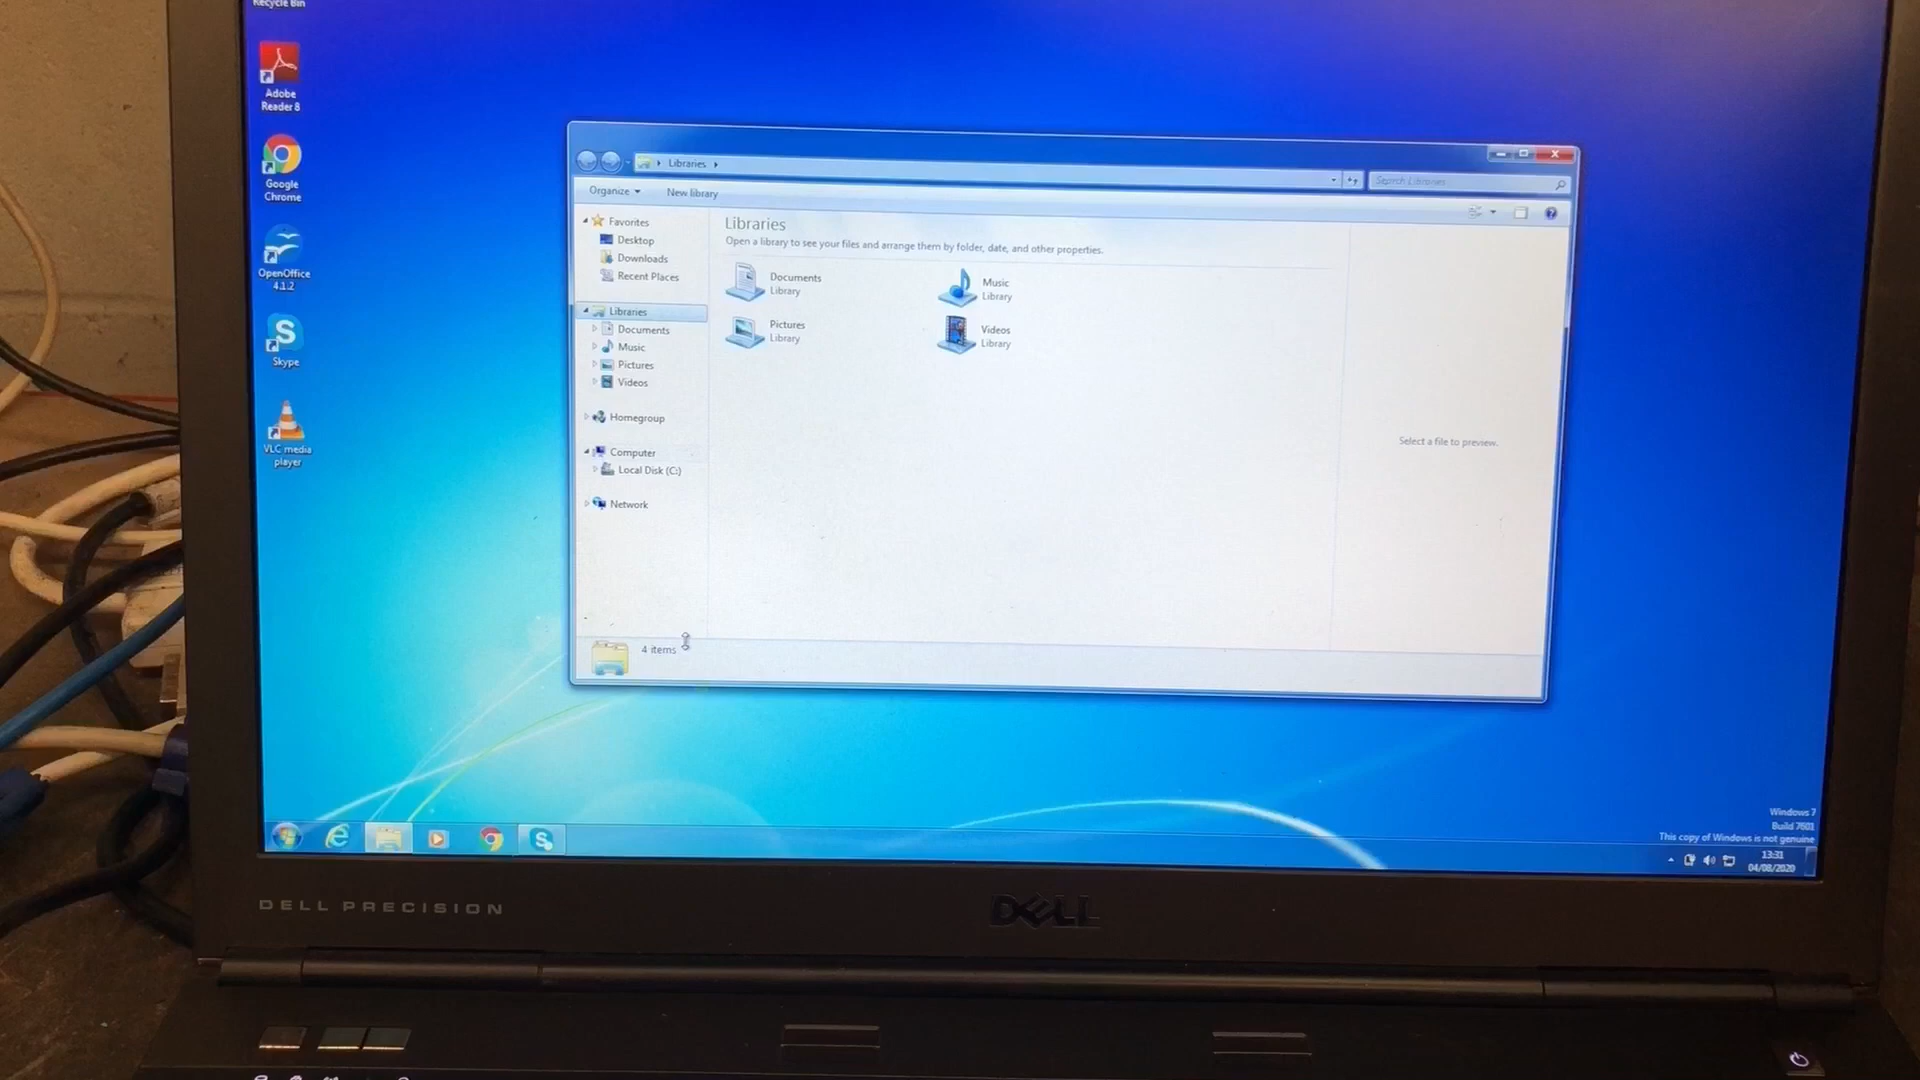 Recycle Bin
Adobe
Reader 8
Google
Chrome
OpenOffice
4.1.2
Skype
VLC media
player
Libraries
Search Libraries
Organize
New library
Favorites
Desktop
Downloads
Recent Places
Libraries
Documents
Music
Pictures
Videos
Homegroup
Computer
Local Disk (C:)
Network
Libraries
Open a library to see your files and arrange them by folder, date, and other properties.
Documents
Library
Music
Library
Pictures
Library
Videos
Library
Select a file to preview.
4 items
Windows 7
Build 7601
This copy of Windows is not genuine
13:31
04/08/2020
DELL PRECISION
DELL